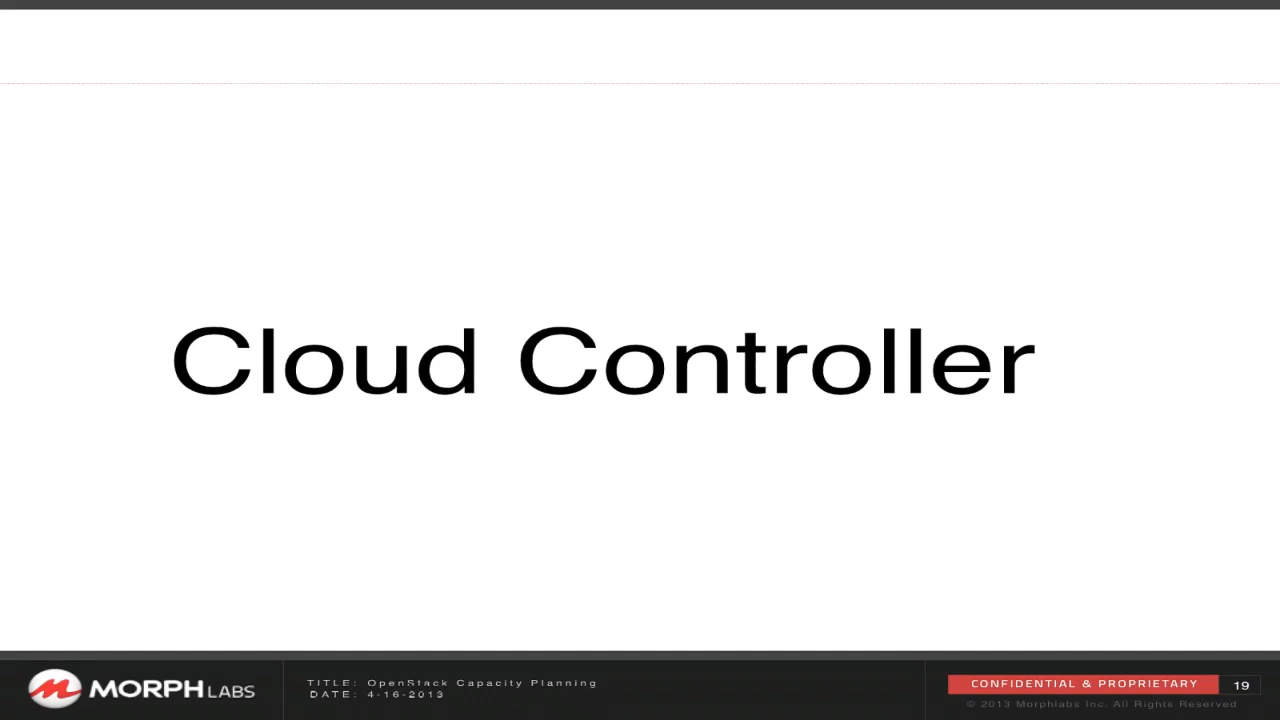 Cloud Controller
MORPH LABS
TITLE: OpenStack Capacity Planning
DATE: 4-16-2013
CONFIDENTIAL & PROPRIETARY
19
© 2013 Morphlabs Inc. All Rights Reserved